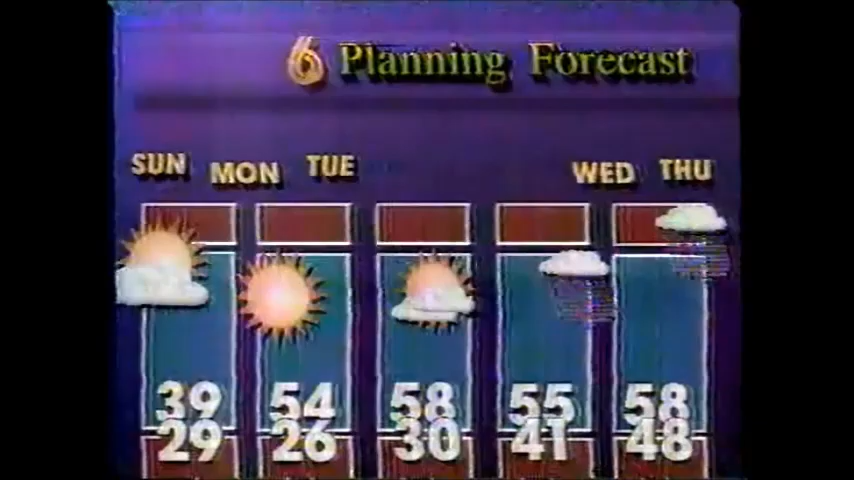 6 Planning Forecast
SUN MON TUE WED THU
39 54 58 55 58
29 26 30 41 48